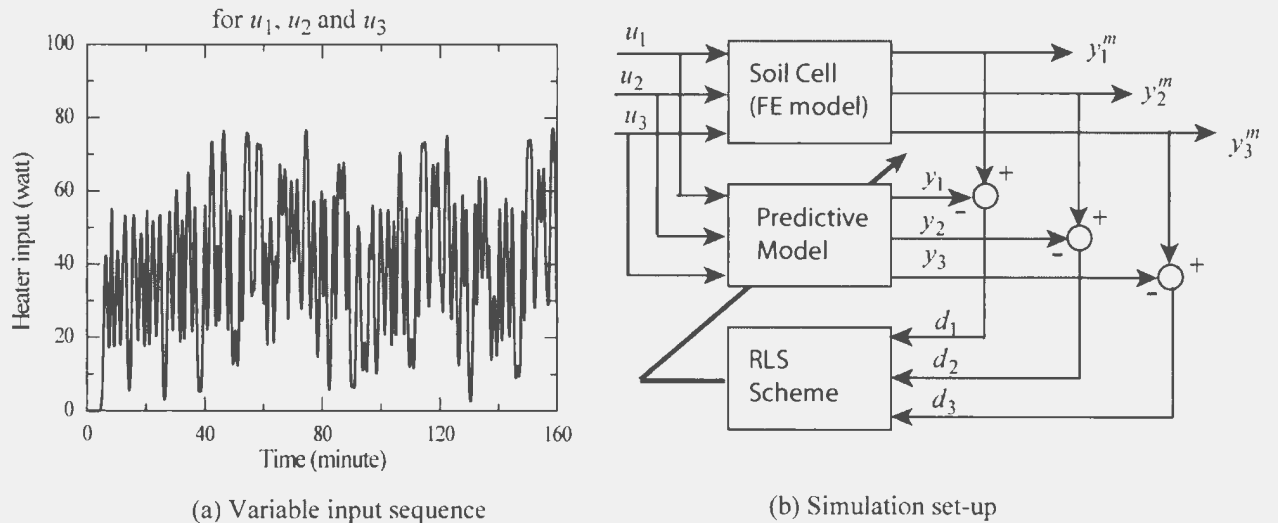 for u₁, u₂ and u₃
100
80
60
40
20
0
Heater input (watt)
0 40 80 120 160
Time (minute)
(a) Variable input sequence
u₁
u₂
u₃
Soil Cell
(FE model)
y₁ᵐ
y₂ᵐ
y₃ᵐ
Predictive
Model
y₁
y₂
y₃
+
-
+
-
+
-
RLS
Scheme
d₁
d₂
d₃
(b) Simulation set-up